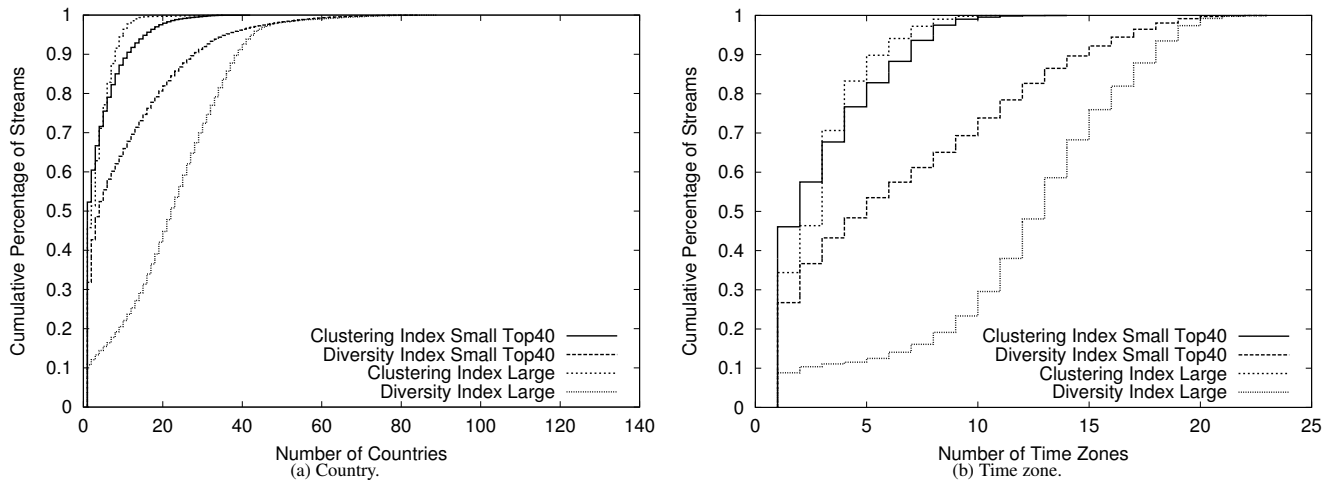 1
0.9
0.8
0.7
0.6
0.5
0.4
0.3
0.2
0.1
0
Cumulative Percentage of Streams
Clustering Index Small Top40
Diversity Index Small Top40
Clustering Index Large
Diversity Index Large
0 20 40 60 80 100 120 140
Number of Countries
(a) Country.
1
0.9
0.8
0.7
0.6
0.5
0.4
0.3
0.2
0.1
0
Cumulative Percentage of Streams
Clustering Index Small Top40
Diversity Index Small Top40
Clustering Index Large
Diversity Index Large
0 5 10 15 20 25
Number of Time Zones
(b) Time zone.